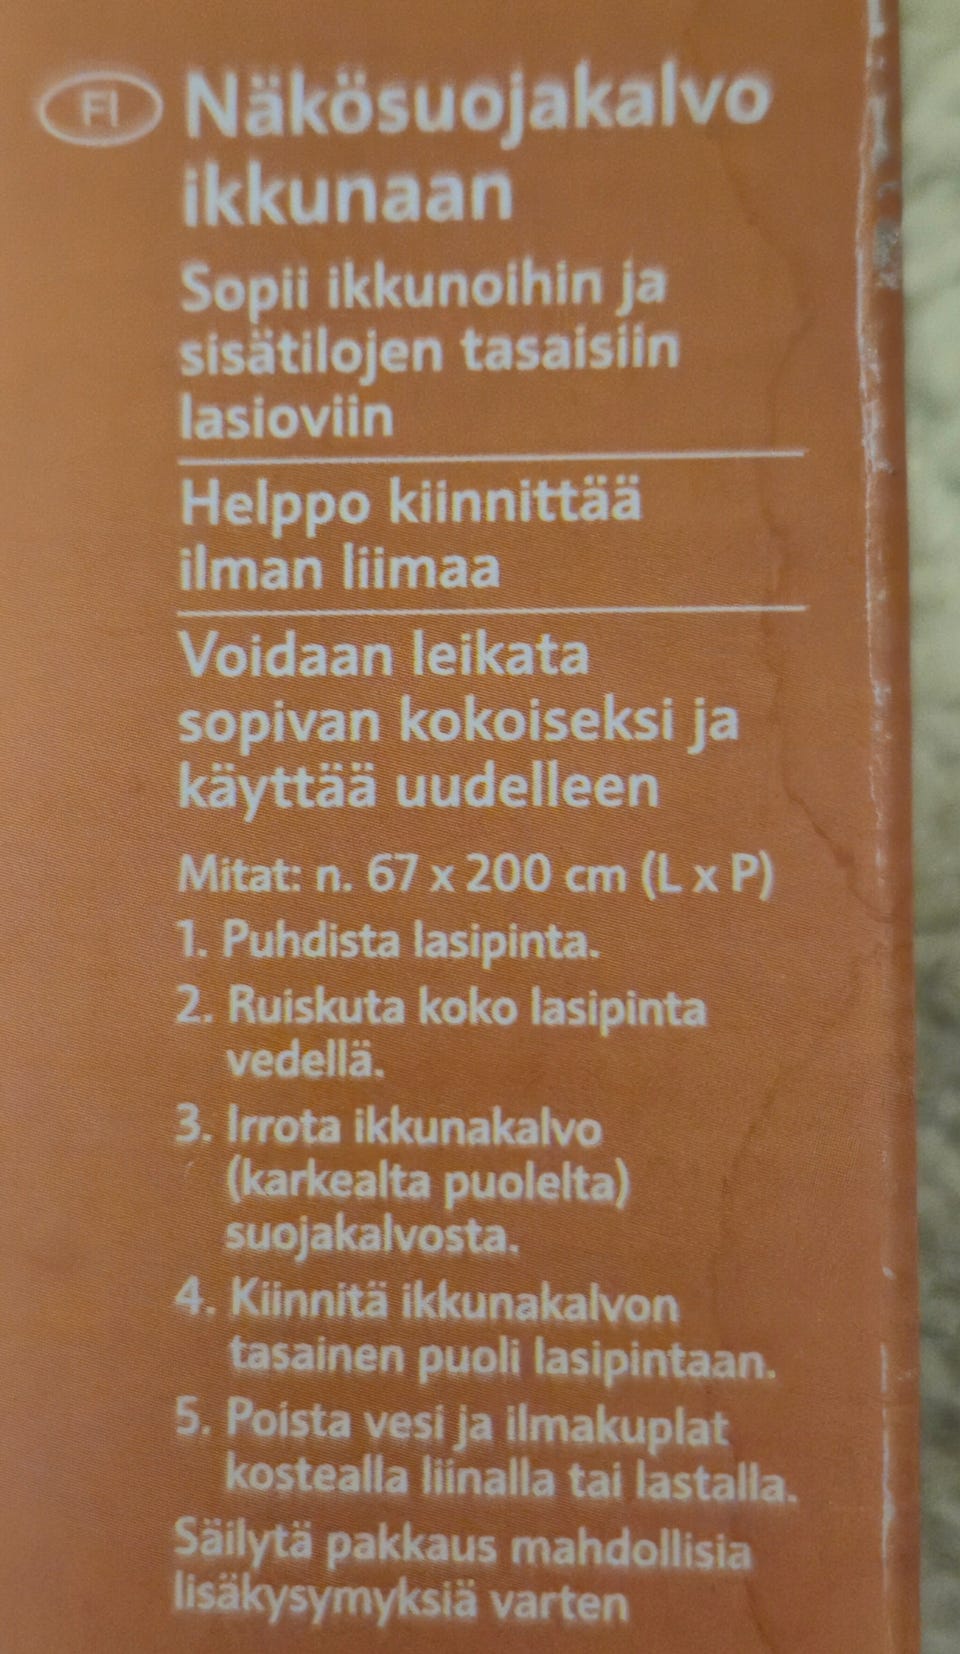 FI Näkösuojakalvo
ikkunaan
Sopii ikkunoihin ja
sisätilojen tasaisiin
lasioviin
Helppo kiinnittää
ilman liimaa
Voidaan leikata
sopivan kokoiseksi ja
käyttää uudelleen
Mitat: n. 67 x 200 cm (L x P)
1. Puhdista lasipinta.
2. Ruiskuta koko lasipinta
vedellä.
3. Irrota ikkunakalvo
(karkealta puolelta)
suojakalvosta.
4. Kiinnitä ikkunakalvon
tasainen puoli lasipintaan.
5. Poista vesi ja ilmakuplat
kostealla liinalla tai lastalla.
Säilytä pakkaus mahdollisia
lisäkysymyksiä varten